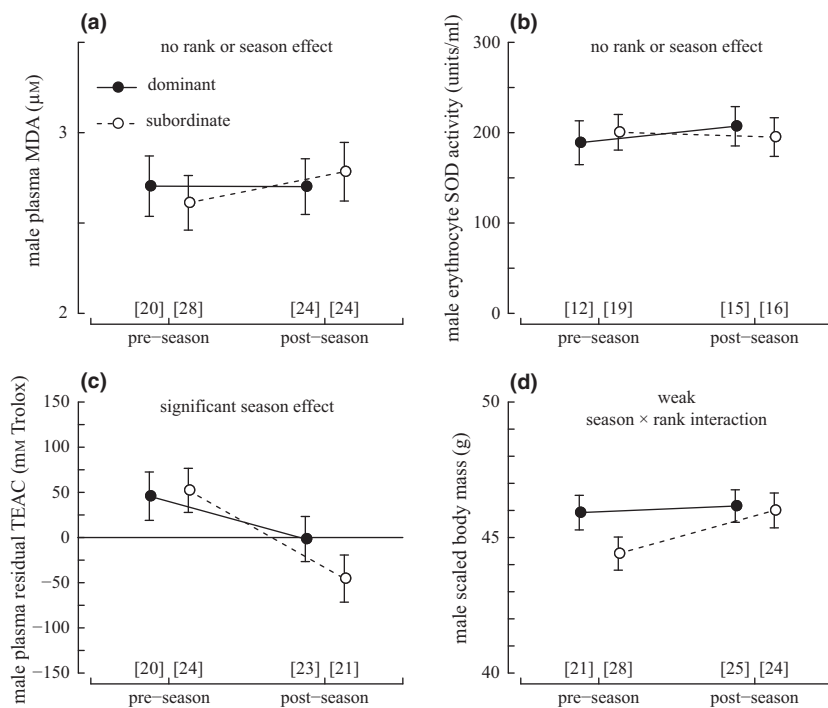 (a)
no rank or season effect
dominant
subordinate
male plasma MDA (µM)
3
2
[20] [28] [24] [24]
pre−season post−season
(b)
no rank or season effect
male erythrocyte SOD activity (units/ml)
300
200
100
0
[12] [19] [15] [16]
pre−season post−season
(c)
significant season effect
male plasma residual TEAC (mM Trolox)
150
100
50
0
−50
−100
−150
[20] [24] [23] [21]
pre−season post−season
(d)
weak
season × rank interaction
male scaled body mass (g)
50
45
40
[21] [28] [25] [24]
pre−season post−season